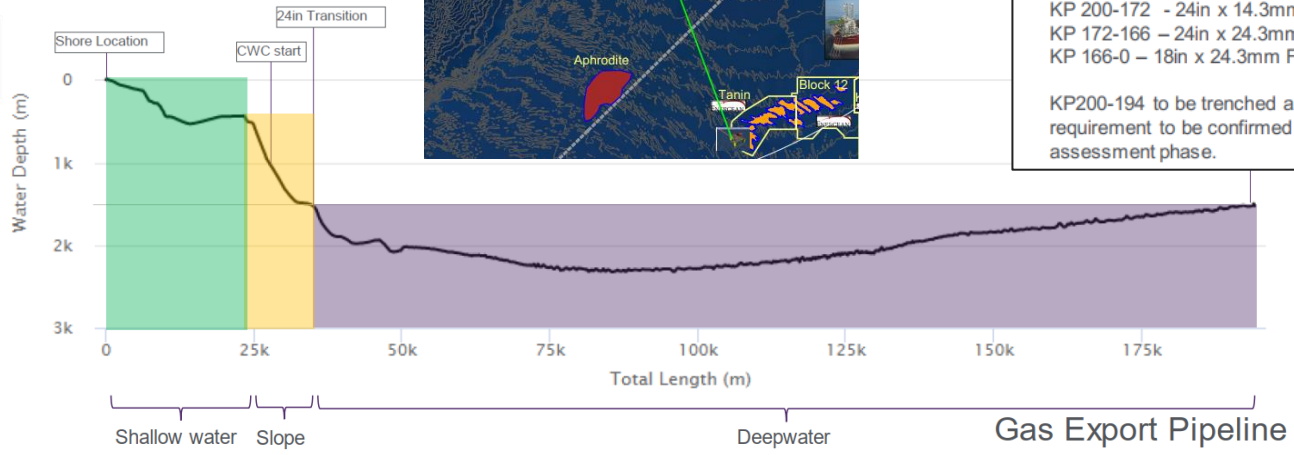 24in Transition
Shore Location
CWC start
KP 200-172 - 24in x 14.3mm
KP 172-166 – 24in x 24.3mm
KP 166-0 – 18in x 24.3mm F
KP200-194 to be trenched a
requirement to be confirmed
assessment phase.
Aphrodite
Tanin
Block 12
Water Depth (m)
0
1k
2k
3k
0
25k
50k
75k
100k
125k
150k
175k
Total Length (m)
Shallow water
Slope
Deepwater
Gas Export Pipeline